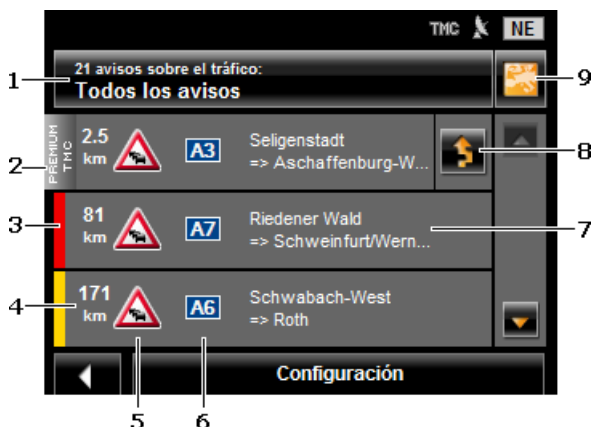 TMC NE
21 avisos sobre el tráfico:
Todos los avisos
1
9
PREMIUM
TMC
2.5
km
A3
Seligenstadt
=> Aschaffenburg-W...
2
8
81
km
A7
Riedener Wald
=> Schweinfurt/Wern...
3
7
171
km
A6
Schwabach-West
=> Roth
4
Configuración
5 6